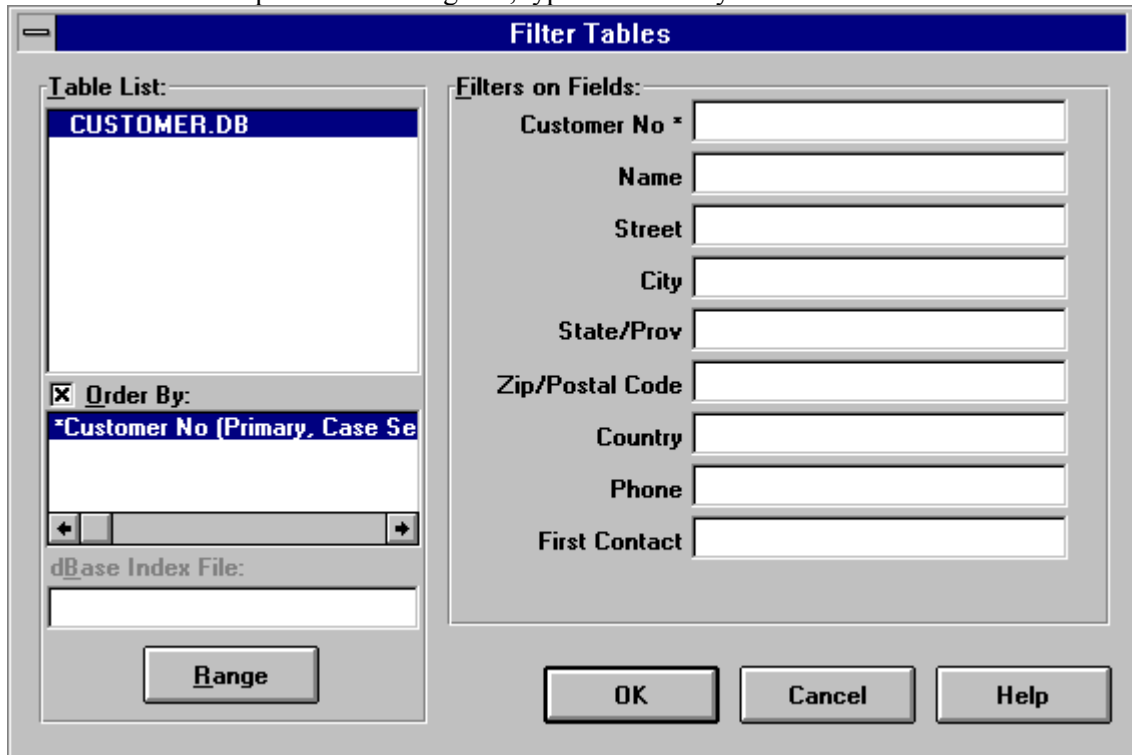 Filter Tables
Table List:
CUSTOMER.DB
Order By:
*Customer No (Primary, Case Se
dBase Index File:
Range
Filters on Fields:
Customer No *
Name
Street
City
State/Prov
Zip/Postal Code
Country
Phone
First Contact
OK
Cancel
Help